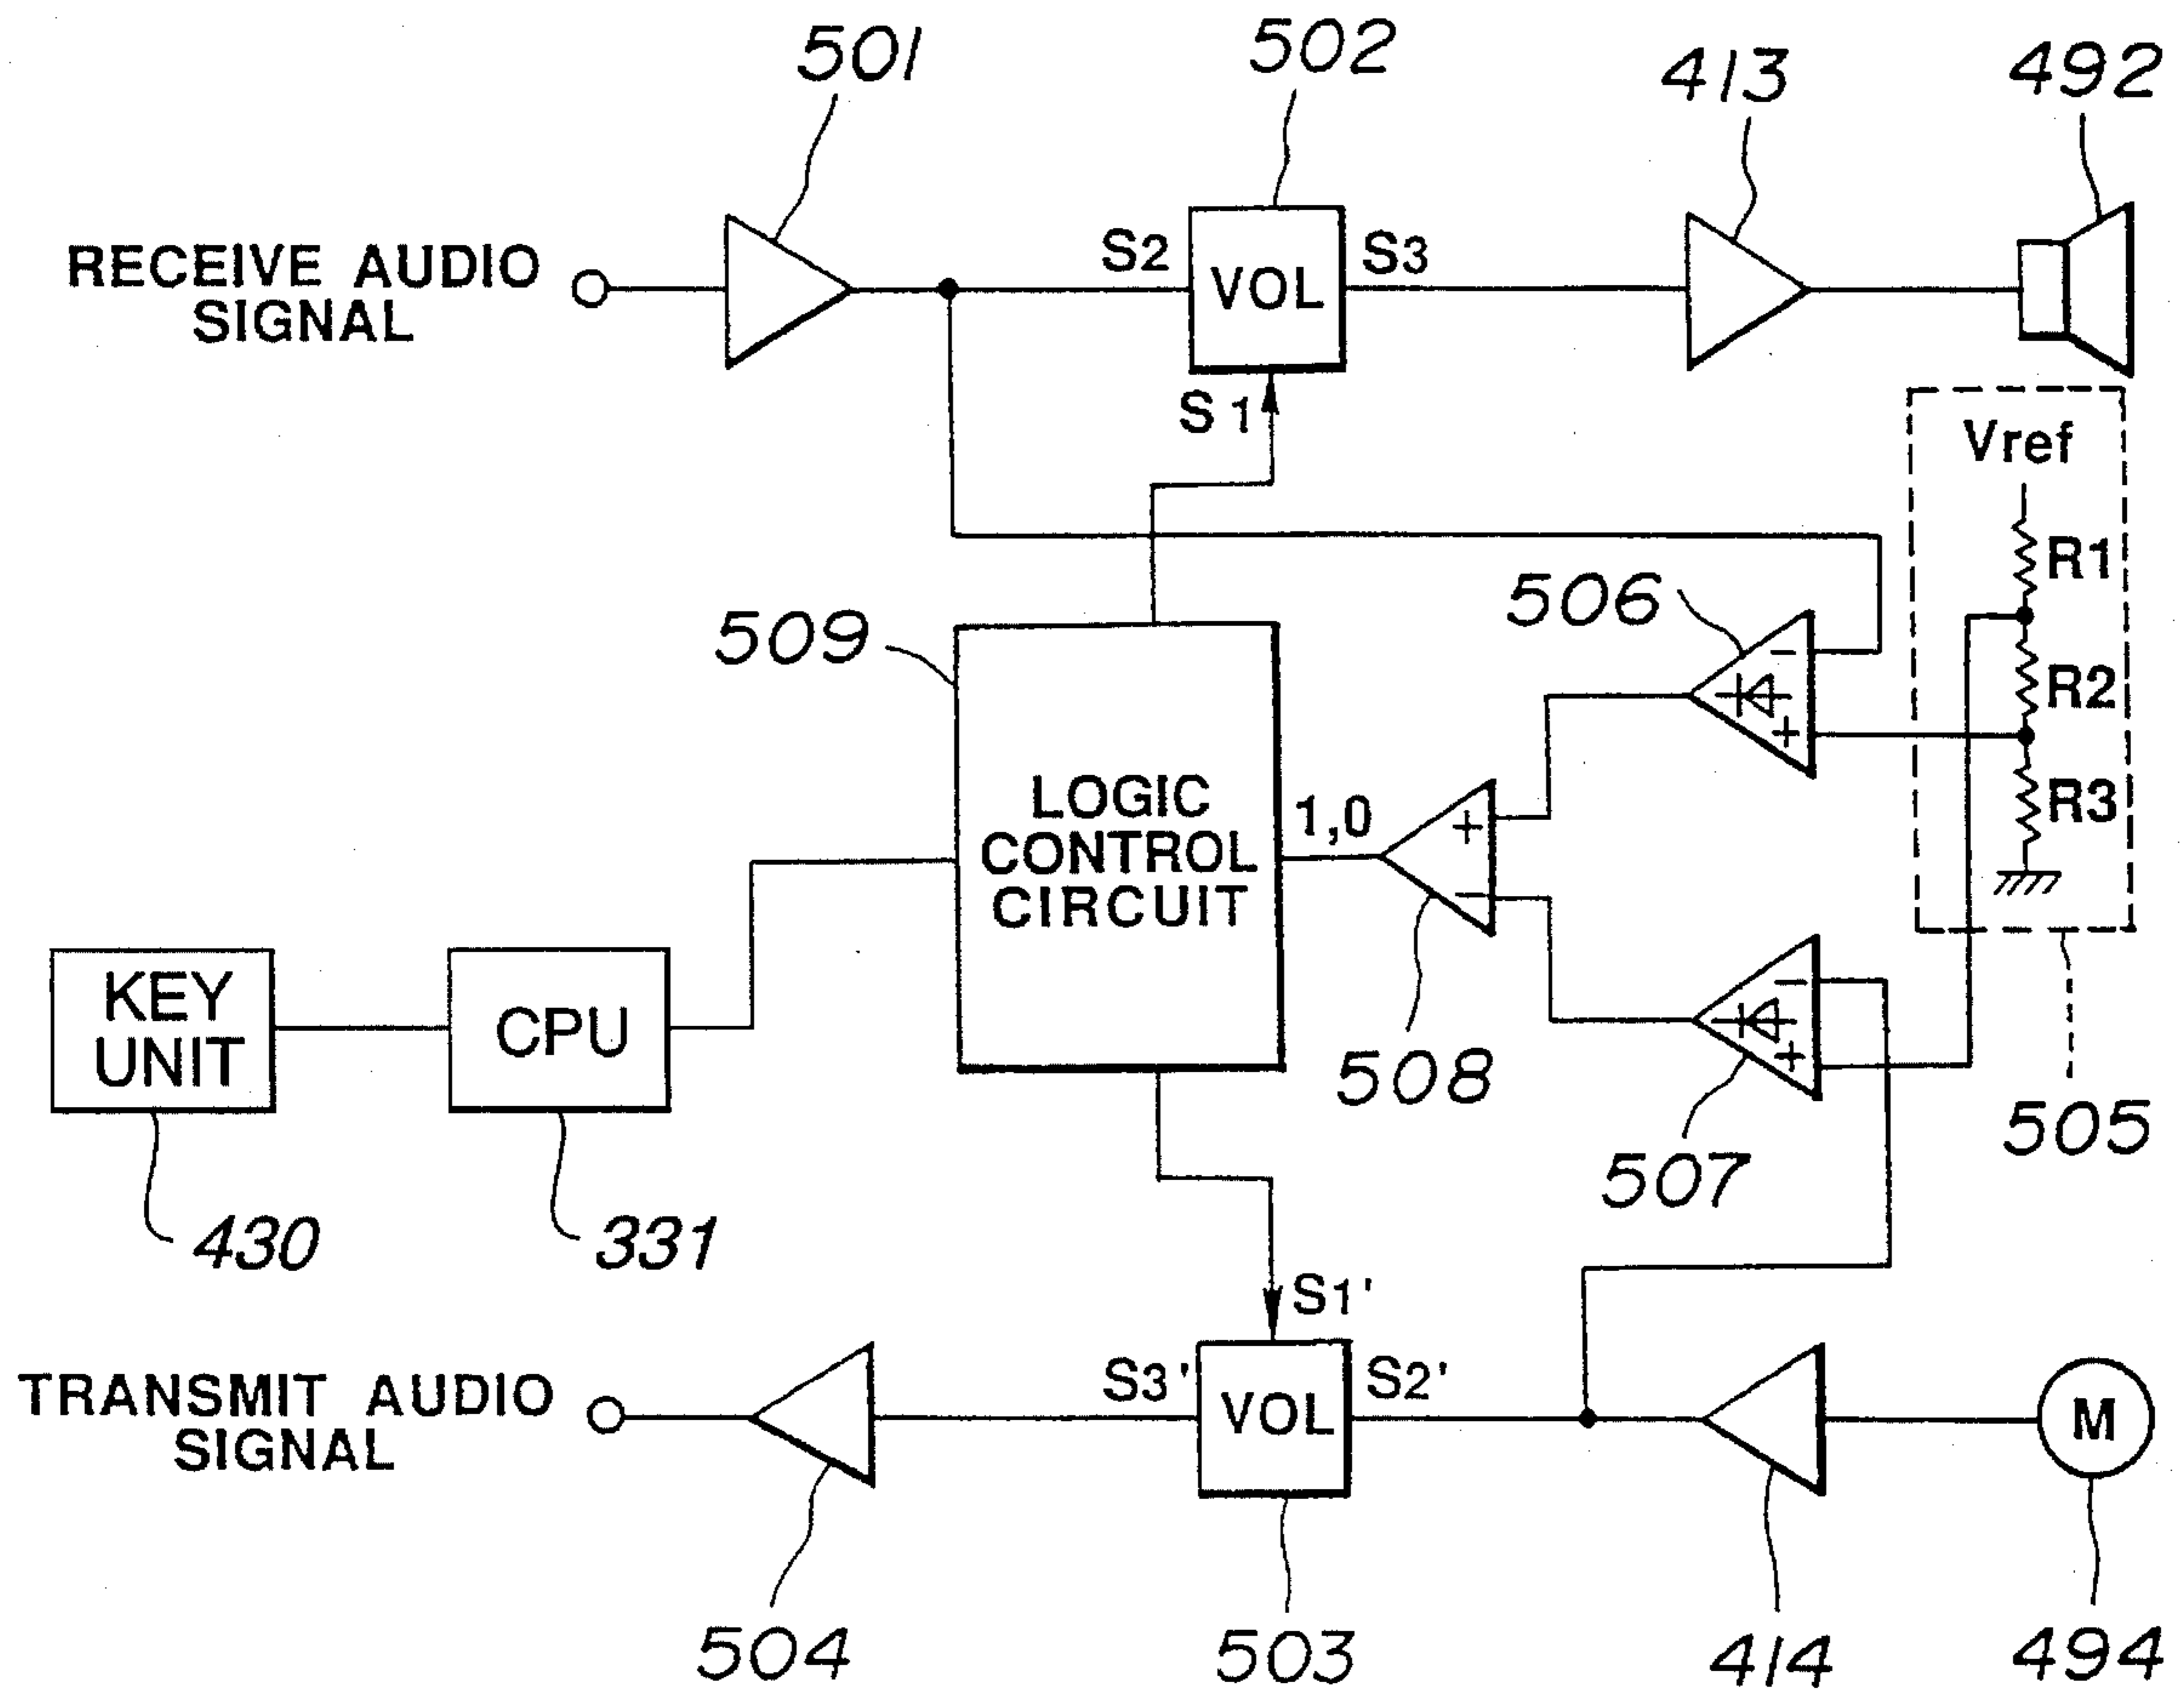 501
502
413
492
RECEIVE AUDIO
SIGNAL
S2
VOL
S3
S1
Vref
R1
506
509
−
R2
+
R3
LOGIC
CONTROL
CIRCUIT
1,0
+
−
KEY
UNIT
CPU
−
+
508
505
507
430
331
S1'
TRANSMIT AUDIO
SIGNAL
S3'
VOL
S2'
M
504
503
414
494